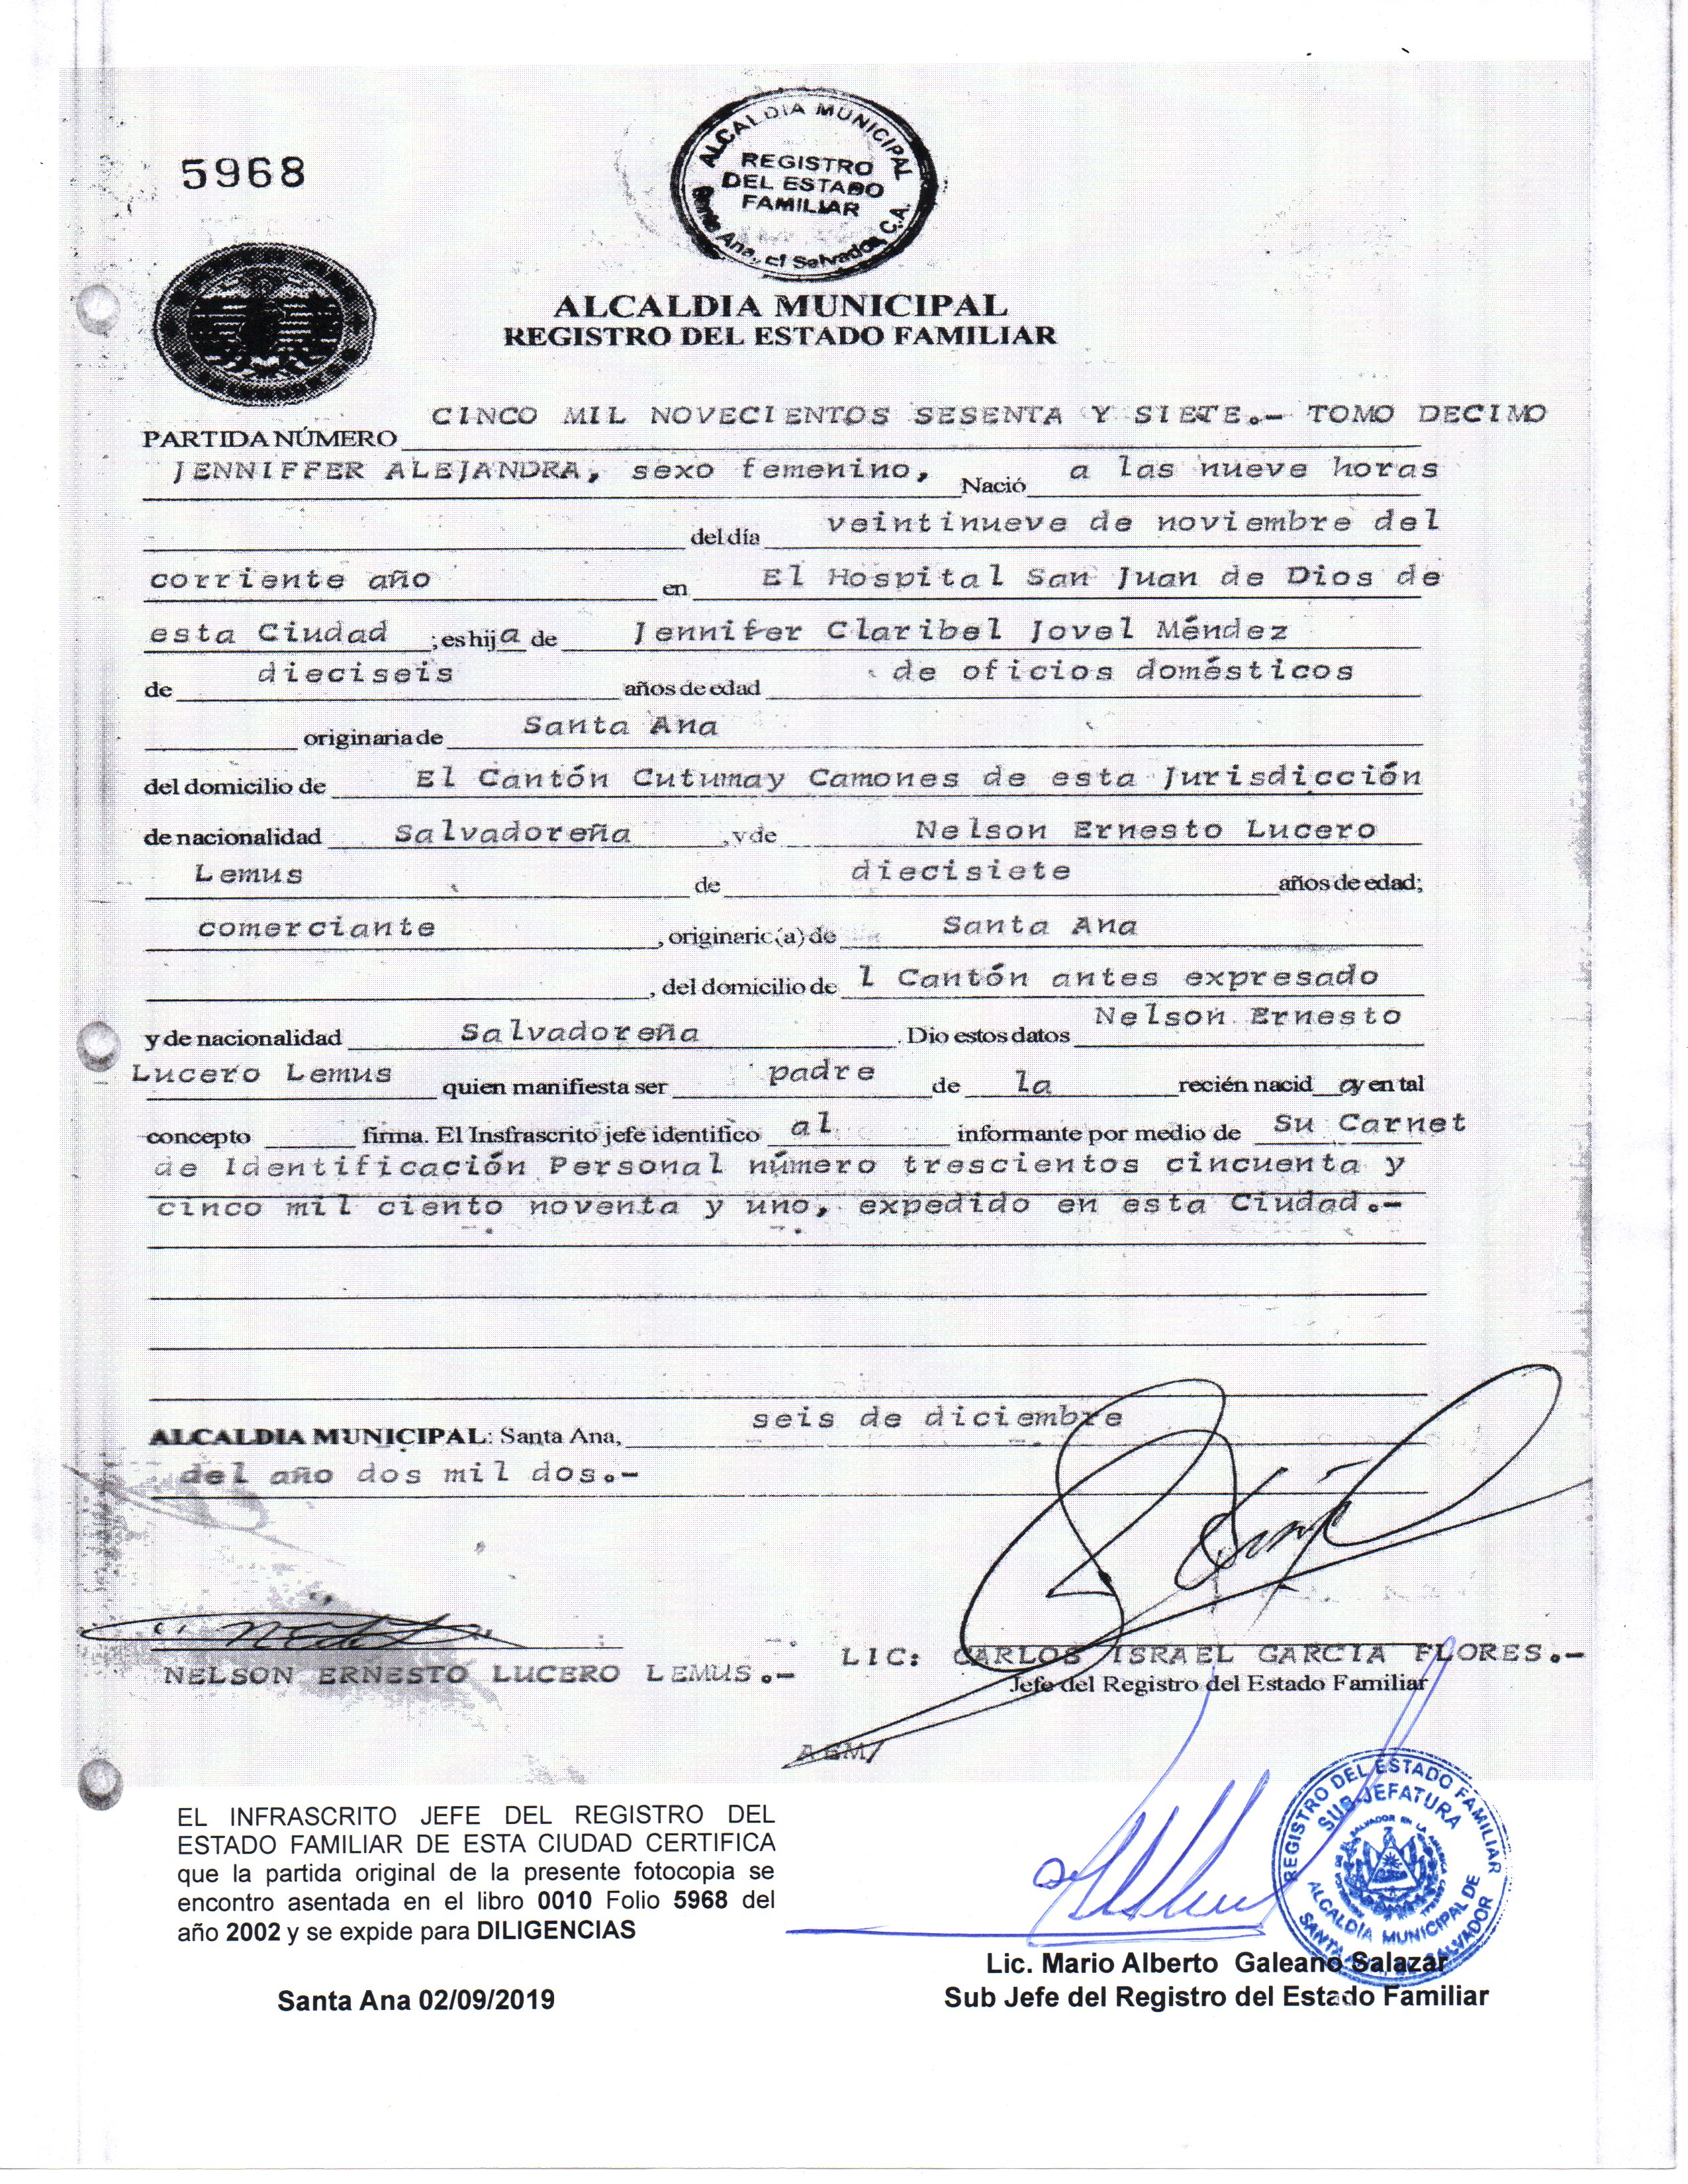 5968
ALCALDIA MUNICIPAL
REGISTRO
DEL ESTADO
FAMILIAR
Santa Ana, El Salvador, C.A.
ALCALDIA MUNICIPAL
REGISTRO DEL ESTADO FAMILIAR
PARTIDA NÚMERO CINCO MIL NOVECIENTOS SESENTA Y SIETE.- TOMO DECIMO
JENNIFFER ALEJANDRA, sexo femenino, Nació a las nueve horas
del día veintinueve de noviembre del
corriente año en El Hospital San Juan de Dios de
esta Ciudad ; es hija de Jennifer Claribel Jovel Méndez
de dieciseis años de edad de oficios domésticos
originaria de Santa Ana
del domicilio de El Cantón Cutumay Camones de esta Jurisdicción
de nacionalidad Salvadoreña , y de Nelson Ernesto Lucero
Lemus de diecisiete años de edad;
comerciante , originario(a) de Santa Ana
, del domicilio de l Cantón antes expresado
y de nacionalidad Salvadoreña . Dio estos datos Nelson Ernesto
Lucero Lemus quien manifiesta ser padre de la recién nacid a y en tal
concepto firma. El Insfrascrito jefe identifico al informante por medio de Su Carnet
de Identificación Personal número trescientos cincuenta y
cinco mil ciento noventa y uno, expedido en esta Ciudad.-
ALCALDIA MUNICIPAL: Santa Ana, seis de diciembre
del año dos mil dos.-
NELSON ERNESTO LUCERO LEMUS.-
LIC: CARLOS ISRAEL GARCIA FLORES.-
Jefe del Registro del Estado Familiar
EL INFRASCRITO JEFE DEL REGISTRO DEL
ESTADO FAMILIAR DE ESTA CIUDAD CERTIFICA
que la partida original de la presente fotocopia se
encontro asentada en el libro 0010 Folio 5968 del
año 2002 y se expide para DILIGENCIAS
Santa Ana 02/09/2019
REGISTRO DEL ESTADO FAMILIAR
SUB-JEFATURA
ALCALDÍA MUNICIPAL DE
Lic. Mario Alberto Galeano Salazar
Sub Jefe del Registro del Estado Familiar